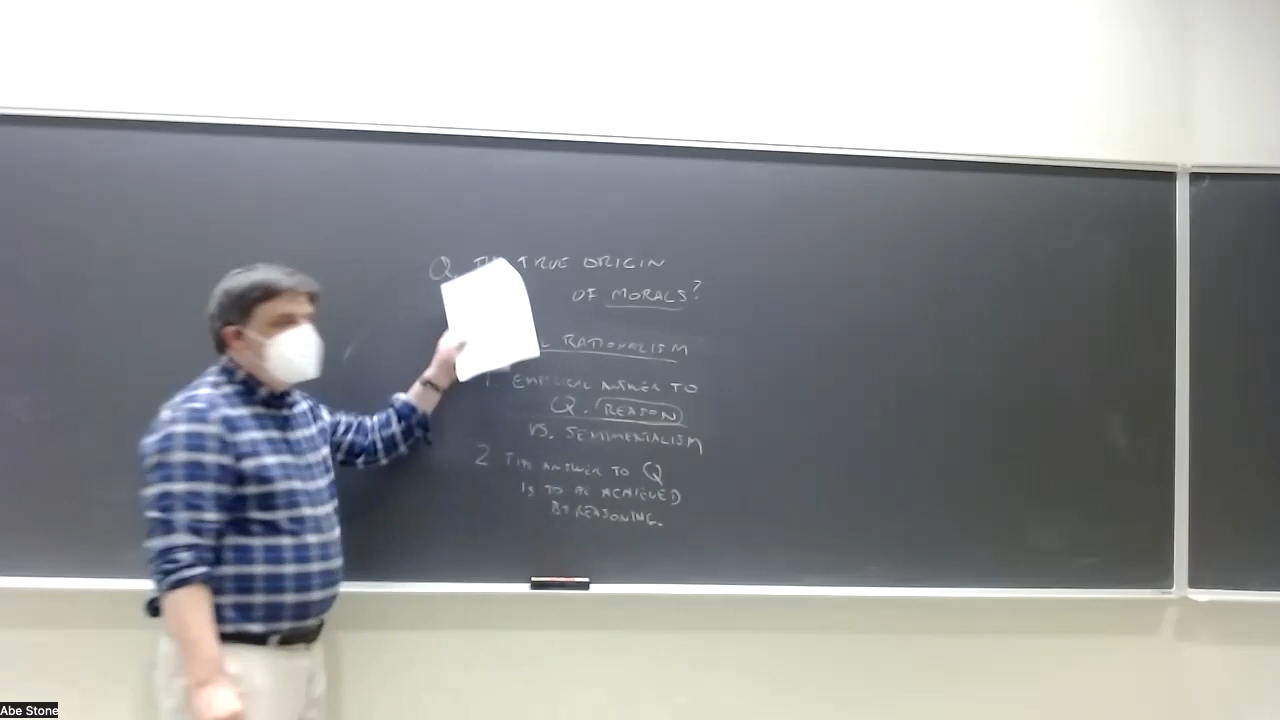 Q. TRUE ORIGIN
OF MORALS?
RATIONALISM
1. EMPIRICAL ANSWER TO
Q. REASON
VS. SENTIMENTALISM
2 THE ANSWER TO Q
IS TO BE ACHIEVED
BY REASONING.
Abe Stone